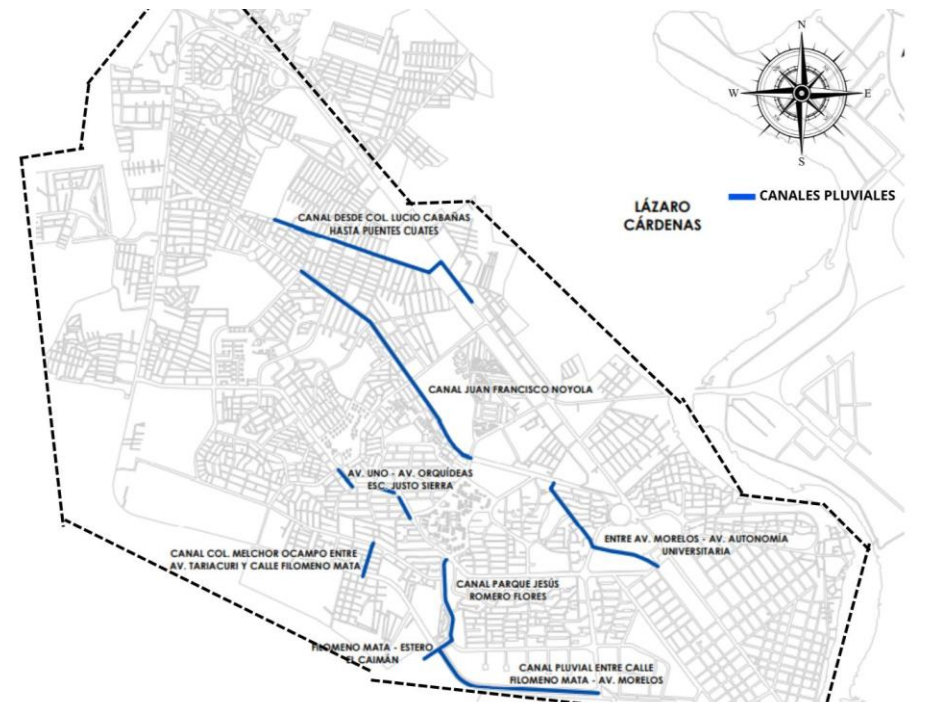 N
W
E
S
CANALES PLUVIALES
LÁZARO
CÁRDENAS
CANAL DESDE COL. LUCIO CABAÑAS
HASTA PUENTES CUATES
CANAL JUAN FRANCISCO NOYOLA
AV. UNO - AV. ORQUÍDEAS
ESC. JUSTO SIERRA
ENTRE AV. MORELOS - AV. AUTONOMÍA
UNIVERSITARIA
CANAL COL. MELCHOR OCAMPO ENTRE
AV. TARIACURI Y CALLE FILOMENO MATA
CANAL PARQUE JESÚS
ROMERO FLORES
FILOMENO MATA - ESTERO
EL CAIMÁN
CANAL PLUVIAL ENTRE CALLE
FILOMENO MATA - AV. MORELOS